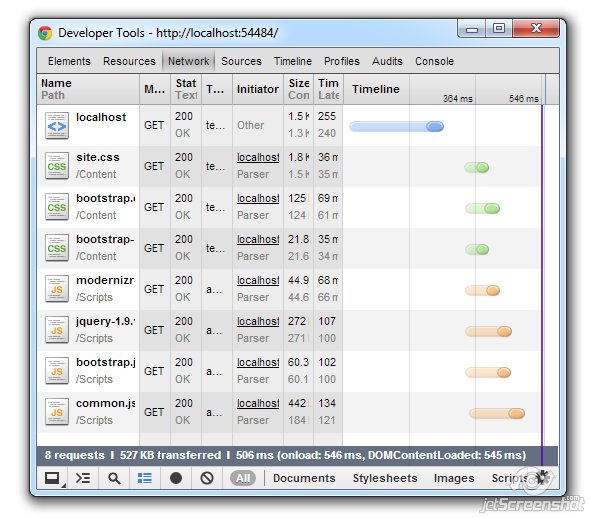 Developer Tools - http://localhost:54484/
Elements Resources Network Sources Timeline Profiles Audits Console
Name M... Stat T... Initiator Size Tim Timeline
Path Text Con Late 364 ms 546 ms
localhost GET 200 te... Other 1.5 K 255
OK 1.3 K 240
site.css GET 200 te... localhost 1.8 K 36 m
/Content OK Parser 1.5 K 35 m
bootstrap.c GET 200 te... localhost 125 69 m
/Content OK Parser 124 61 m
bootstrap- GET 200 te... localhost 21.8 35 m
/Content OK Parser 21.6 34 m
modernizr GET 200 a... localhost 44.9 68 m
/Scripts OK Parser 44.6 66 m
jquery-1.9. GET 200 a... localhost 272 107
/Scripts OK Parser 271 100
bootstrap.j GET 200 a... localhost 60.3 102
/Scripts OK Parser 60.1 100
common.js GET 200 a... localhost 442 134
/Scripts OK Parser 184 121
8 requests | 527 KB transferred | 506 ms (onload: 546 ms, DOMContentLoaded: 545 ms)
All Documents Stylesheets Images Scripts
jetScreenshot.com